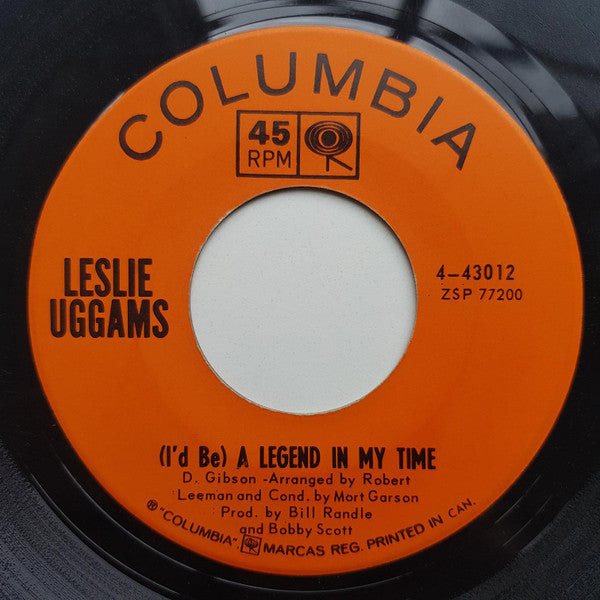 COLUMBIA
45
RPM
LESLIE
UGGAMS
4-43012
ZSP 77200
(I'd Be) A LEGEND IN MY TIME
D. Gibson -Arranged by Robert
Leeman and Cond. by Mort Garson
Prod. by Bill Randle
and Bobby Scott
® "COLUMBIA", MARCAS REG. PRINTED IN CAN.